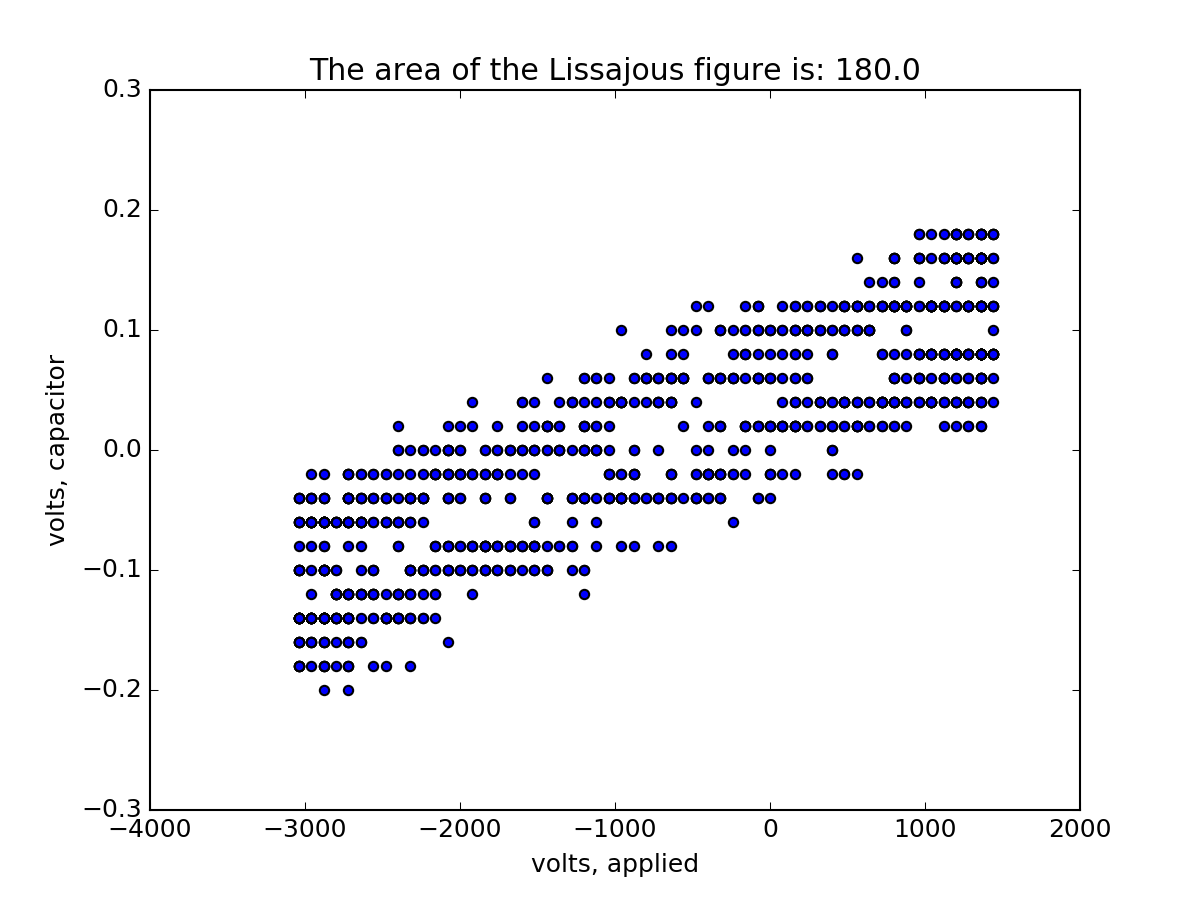 The area of the Lissajous figure is: 180.0
0.3
0.2
0.1
0.0
−0.1
−0.2
−0.3
volts, capacitor
−4000 −3000 −2000 −1000 0 1000 2000
volts, applied